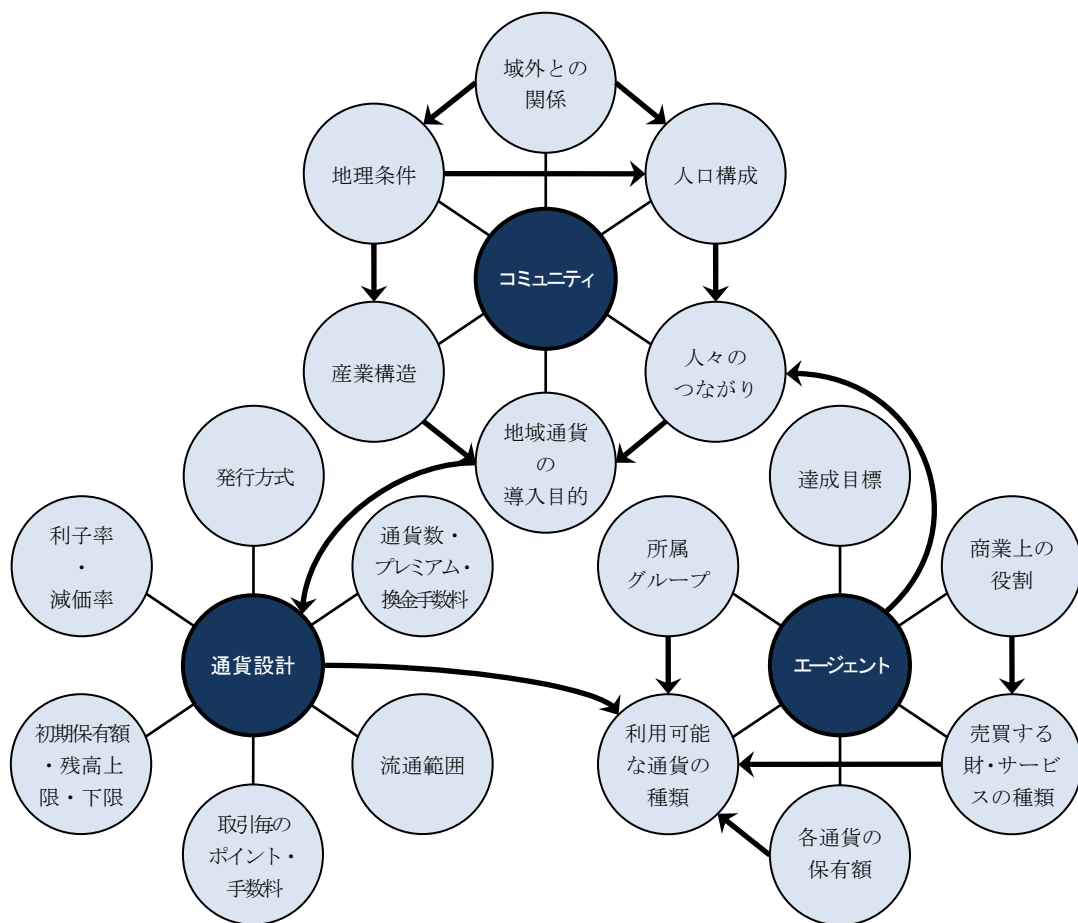 域外との
関係
地理条件
人口構成
コミュニティ
産業構造
人々の
つながり
地域通貨
の
導入目的
発行方式
利子率
・
減価率
通貨数・
プレミアム・
換金手数料
通貨設計
初期保有額
・残高上
限・下限
取引毎の
ポイント・
手数料
流通範囲
達成目標
所属
グループ
商業上の
役割
エージェント
利用可能
な通貨の
種類
売買する
財・サービ
スの種類
各通貨の
保有額